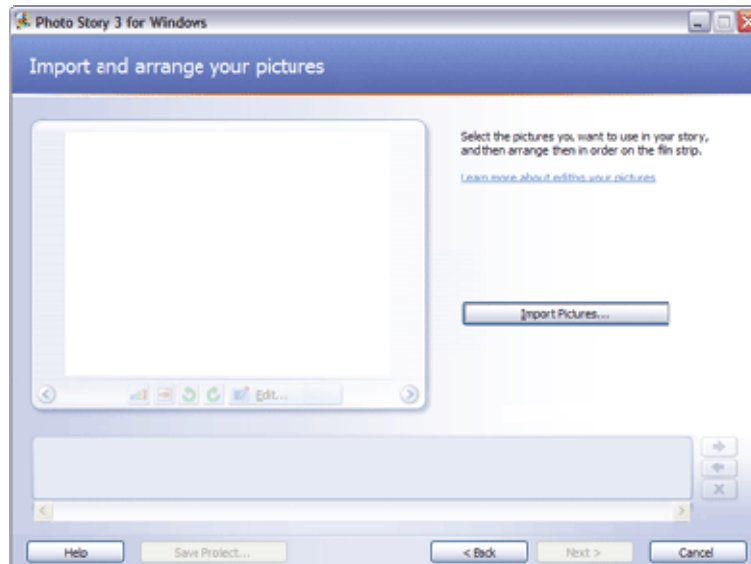 Photo Story 3 for Windows
Import and arrange your pictures
Select the pictures you want to use in your story,
and then arrange them in order on the film strip.
Learn more about editing your pictures
Import Pictures...
Edit...
Help
Save Project...
< Back
Next >
Cancel